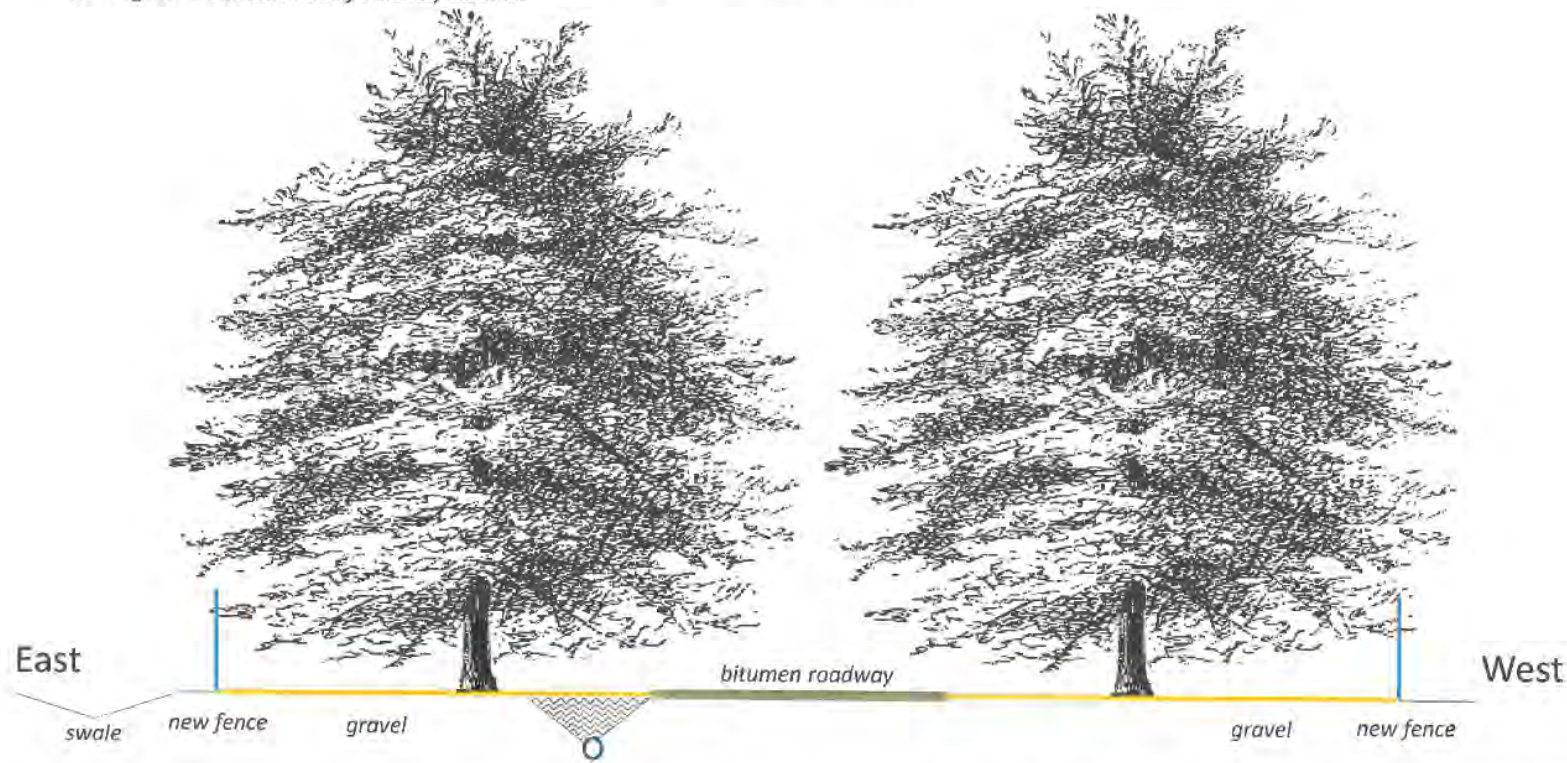 East
West
bitumen roadway
swale
new fence
gravel
gravel
new fence